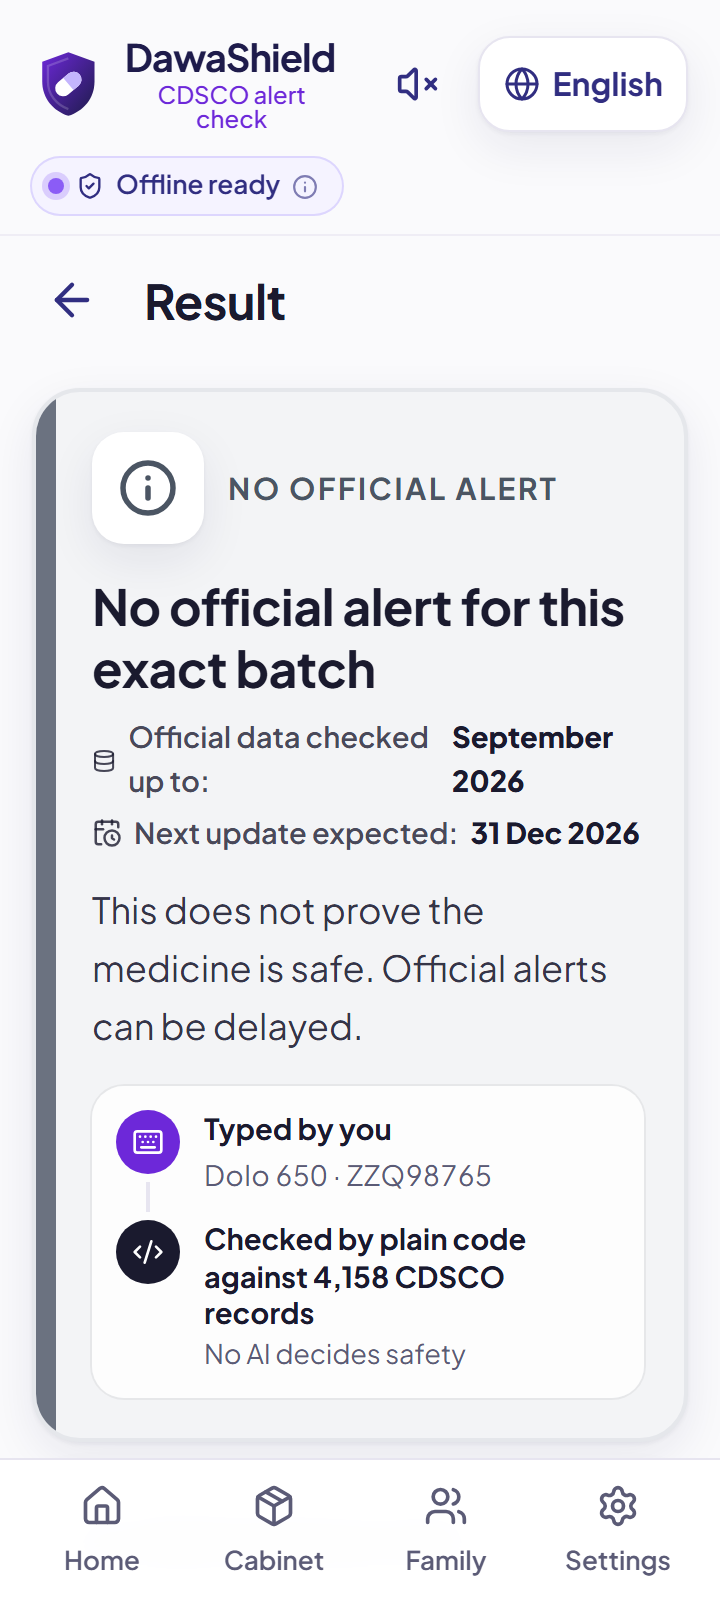 DawaShield
CDSCO alert
check
English
Offline ready
Result
NO OFFICIAL ALERT
No official alert for this
exact batch
Official data checked
up to:
September
2026
Next update expected: 31 Dec 2026
This does not prove the
medicine is safe. Official alerts
can be delayed.
Typed by you
Dolo 650 · ZZQ98765
Checked by plain code
against 4,158 CDSCO
records
No AI decides safety
Home
Cabinet
Family
Settings